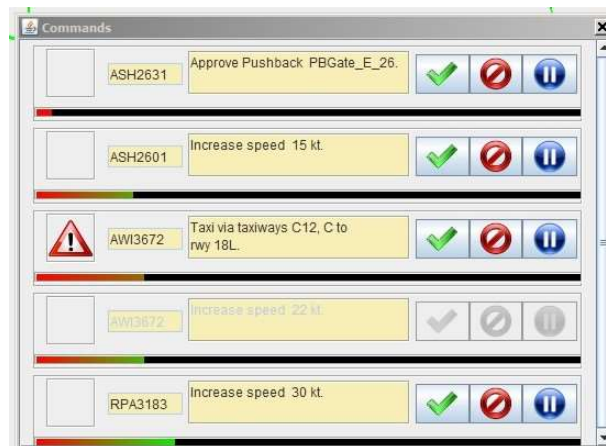 Commands
ASH2631
Approve Pushback PBGate_E_26.
ASH2601
Increase speed 15 kt.
AWI3672
Taxi via taxiways C12, C to
rwy 18L.
AWI3672
Increase speed 22 kt.
RPA3183
Increase speed 30 kt.